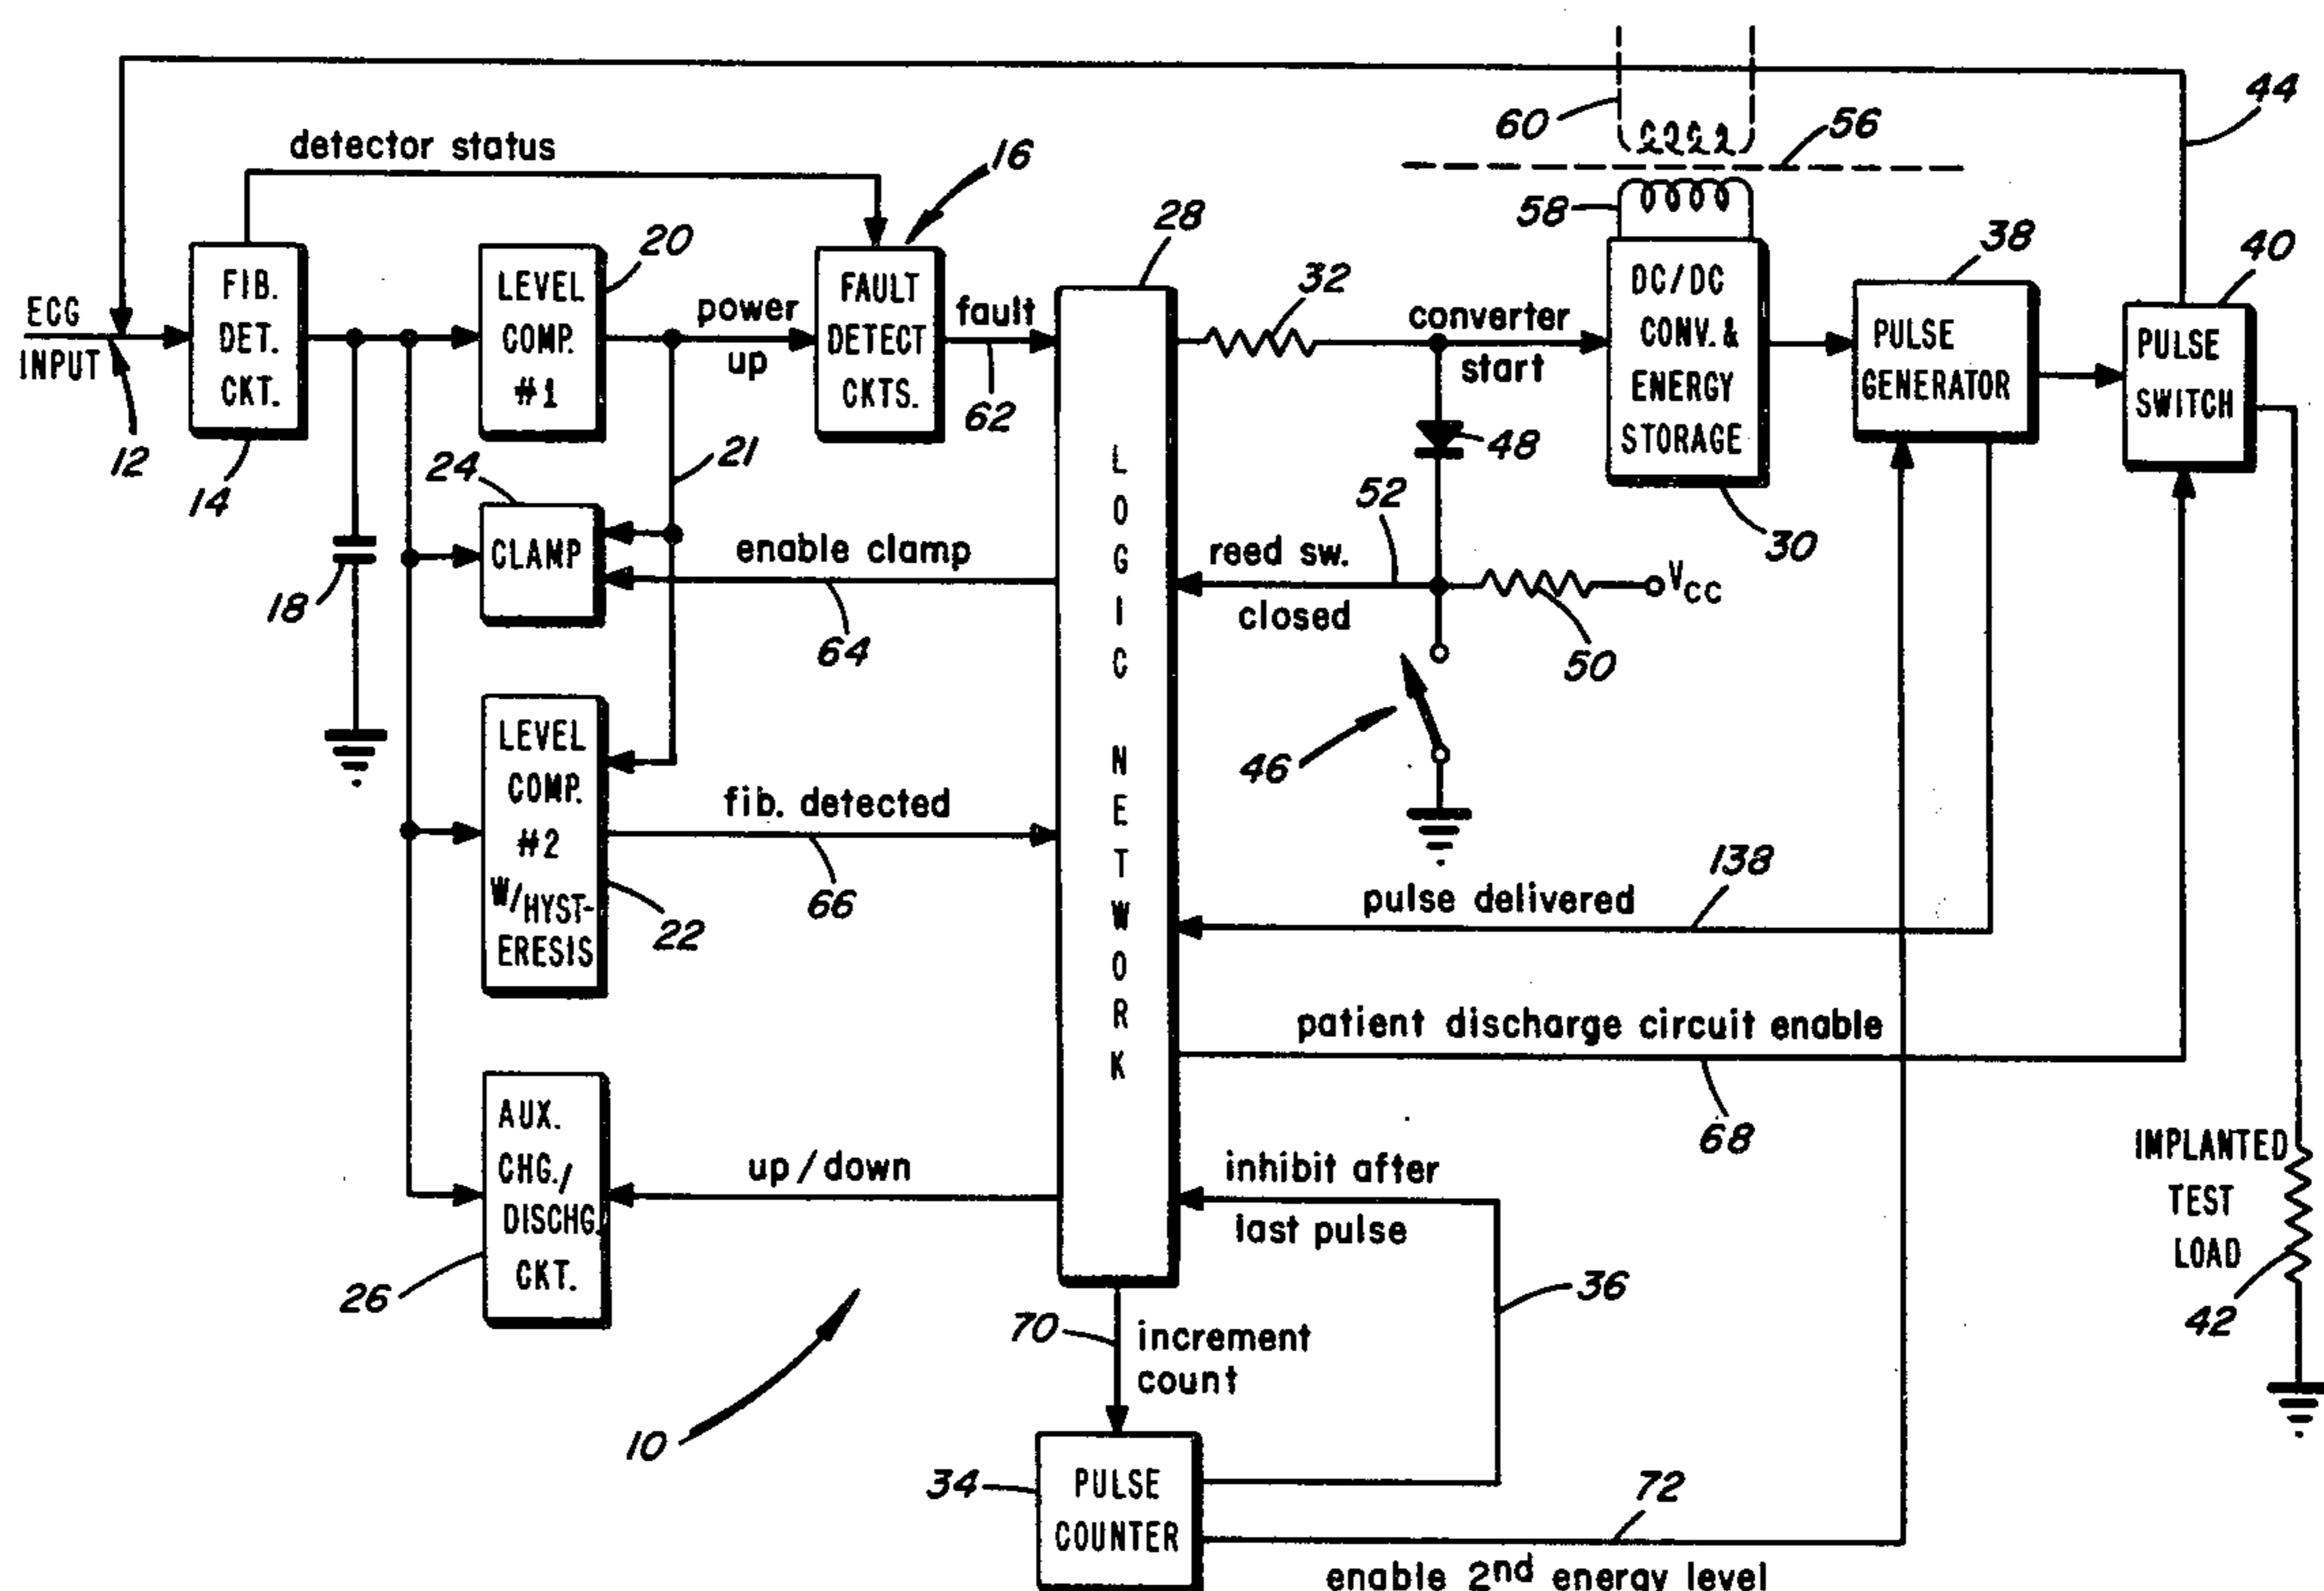 60
56
44
detector status
16
58
28
20
32
38
40
ECG
INPUT
12
FIB.
DET.
CKT.
14
LEVEL
COMP.
#1
power
up
FAULT
DETECT
CKTS.
fault
62
converter
start
DC/DC
CONV. &
ENERGY
STORAGE
30
PULSE
GENERATOR
PULSE
SWITCH
48
21
24
CLAMP
18
enable clamp
64
LOGIC NETWORK
52
reed sw.
closed
VCC
50
46
LEVEL
COMP.
#2
W/HYST-
ERESIS
22
fib. detected
66
pulse delivered
138
patient discharge circuit enable
68
AUX.
CHG./
DISCHG.
CKT.
26
up/down
inhibit after
last pulse
36
IMPLANTED
TEST
LOAD
42
70
increment
count
10
34
PULSE
COUNTER
72
enable 2nd energy level